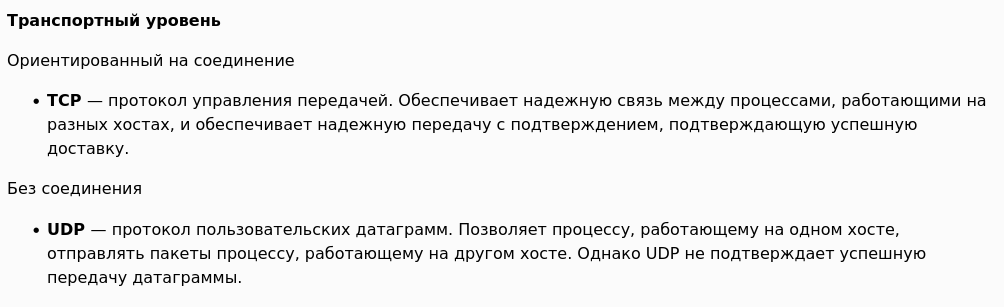 Транспортный уровень
Ориентированный на соединение
• TCP — протокол управления передачей. Обеспечивает надежную связь между процессами, работающими на
разных хостах, и обеспечивает надежную передачу с подтверждением, подтверждающую успешную
доставку.
Без соединения
• UDP — протокол пользовательских датаграмм. Позволяет процессу, работающему на одном хосте,
отправлять пакеты процессу, работающему на другом хосте. Однако UDP не подтверждает успешную
передачу датаграммы.